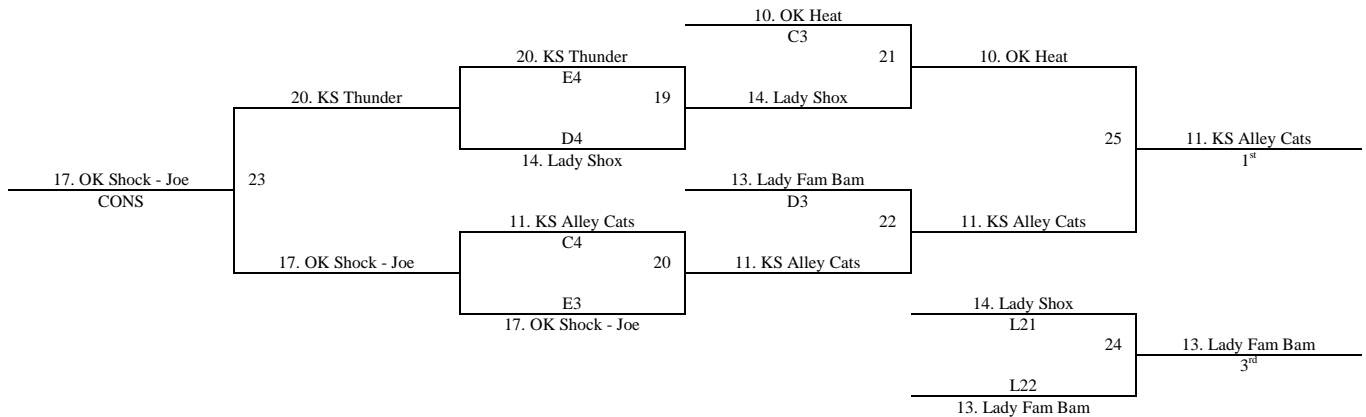 10. OK Heat
C3
20. KS Thunder
21
10. OK Heat
E4
20. KS Thunder
19
14. Lady Shox
D4
25
11. KS Alley Cats
14. Lady Shox
1st
17. OK Shock - Joe
23
13. Lady Fam Bam
CONS
D3
11. KS Alley Cats
22
11. KS Alley Cats
C4
17. OK Shock - Joe
20
11. KS Alley Cats
E3
14. Lady Shox
17. OK Shock - Joe
L21
24
13. Lady Fam Bam
3rd
L22
13. Lady Fam Bam